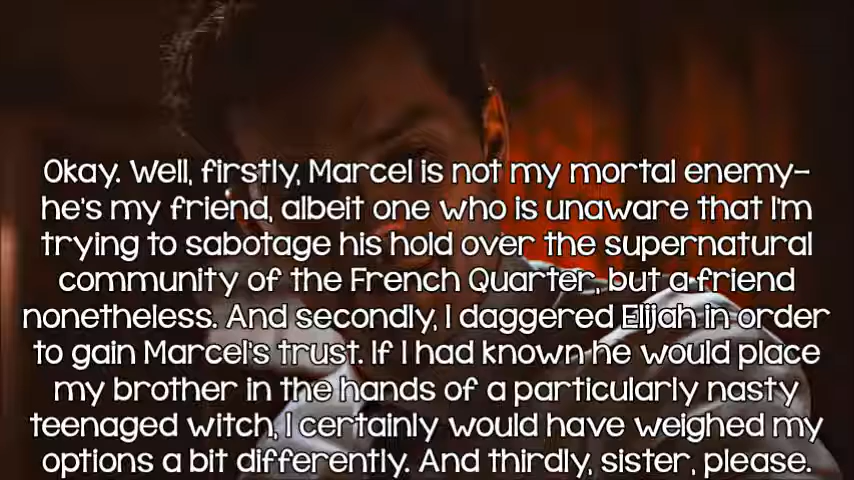 Okay. Well, firstly, Marcel is not my mortal enemy-
he's my friend, albeit one who is unaware that I'm
trying to sabotage his hold over the supernatural
community of the French Quarter, but a friend
nonetheless. And secondly, I daggered Elijah in order
to gain Marcel's trust. If I had known he would place
my brother in the hands of a particularly nasty
teenaged witch, I certainly would have weighed my
options a bit differently. And thirdly, sister, please.